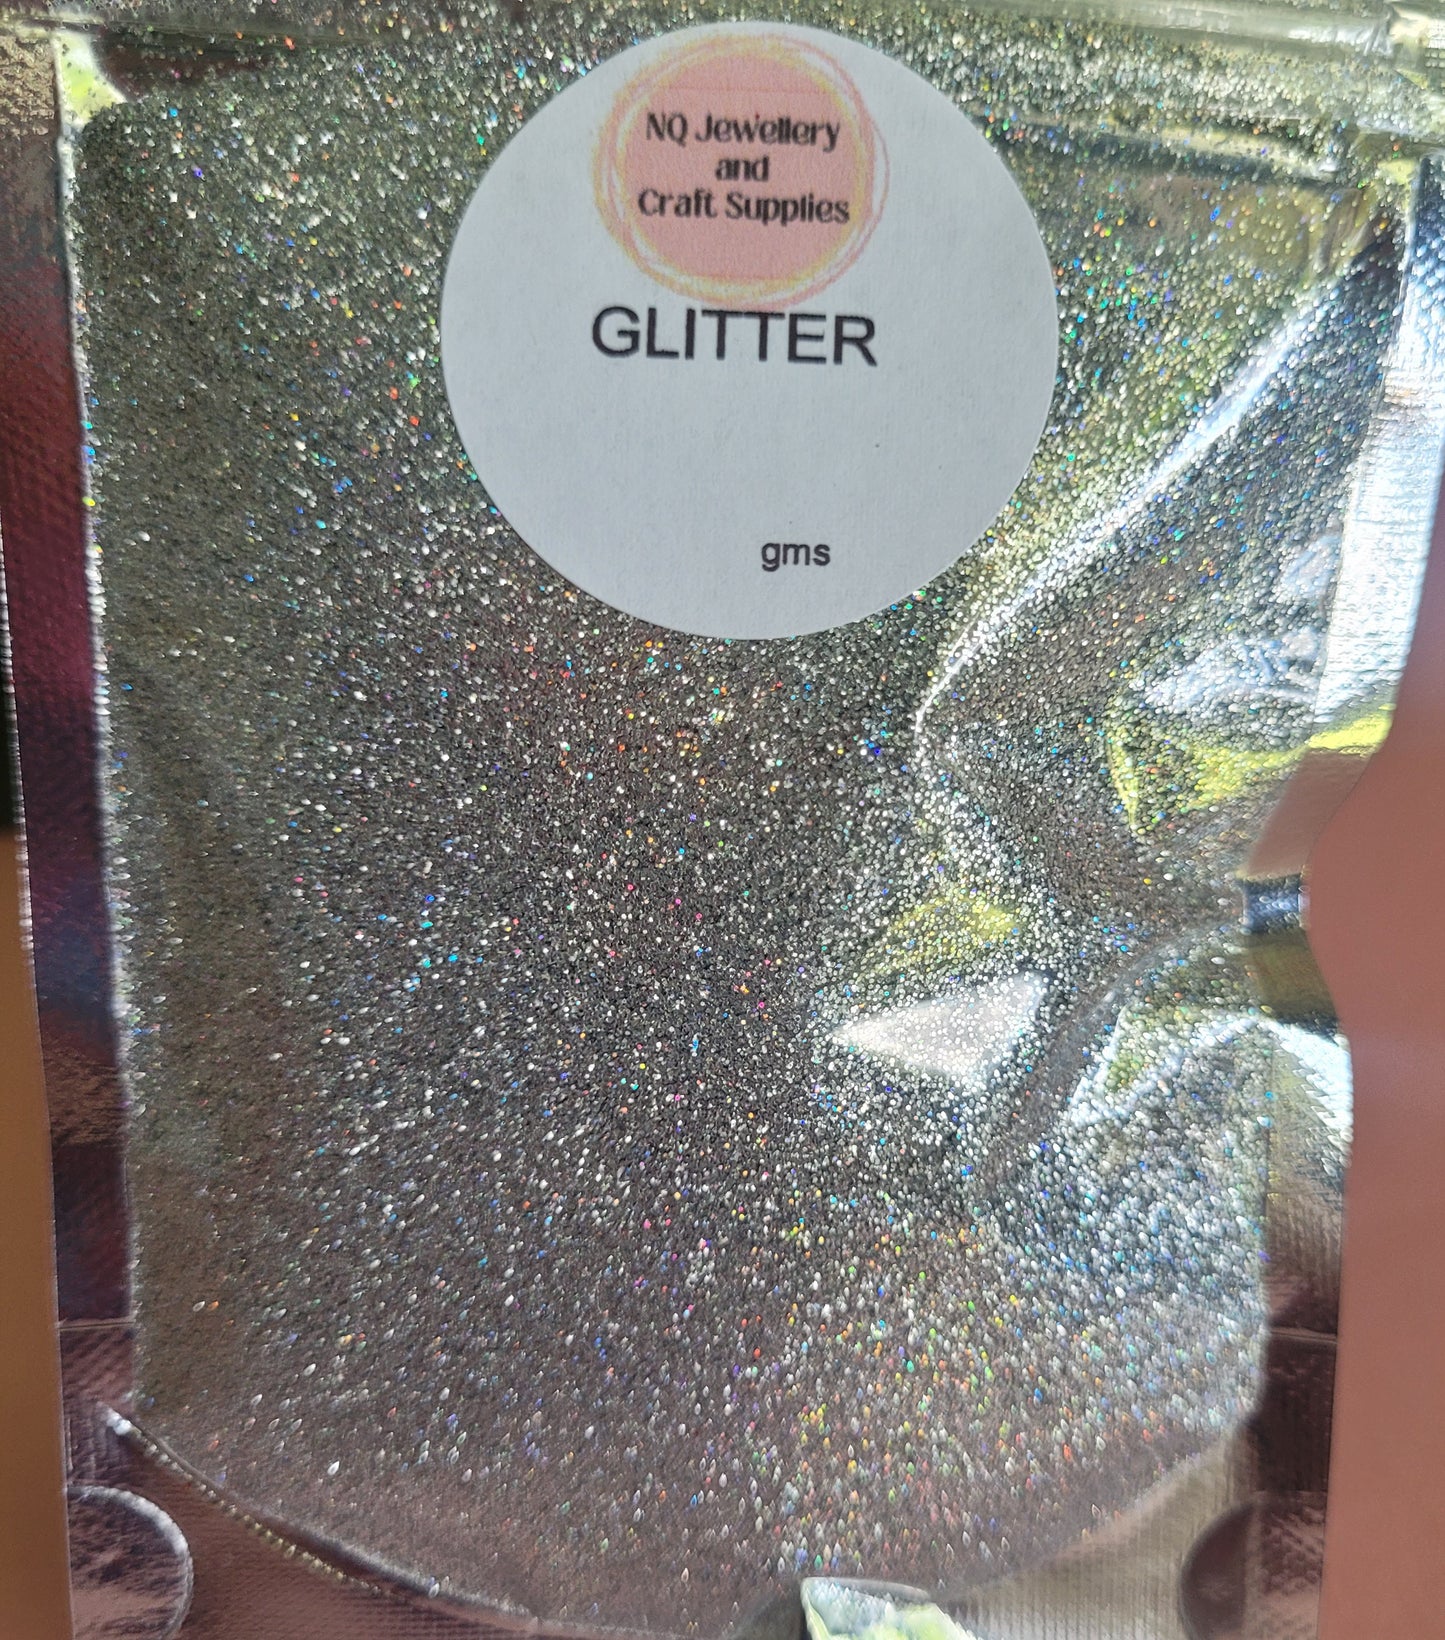 NQ Jewellery
and
Craft Supplies
GLITTER
gms